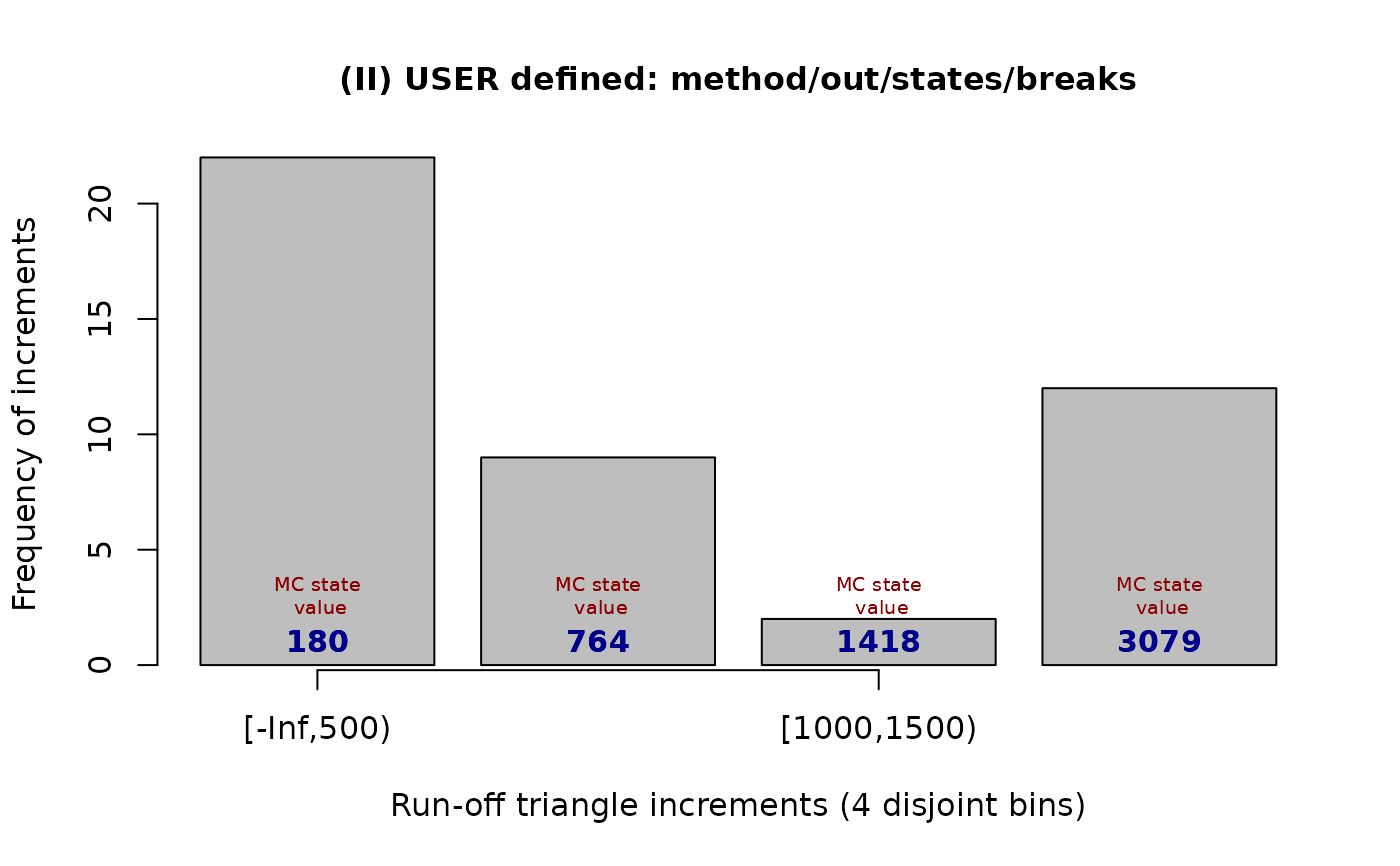 (II) USER defined: method/out/states/breaks
Frequency of increments
20
15
10
5
0
MC state
value
180
MC state
value
764
MC state
value
1418
MC state
value
3079
[-Inf,500)
[1000,1500)
Run-off triangle increments (4 disjoint bins)